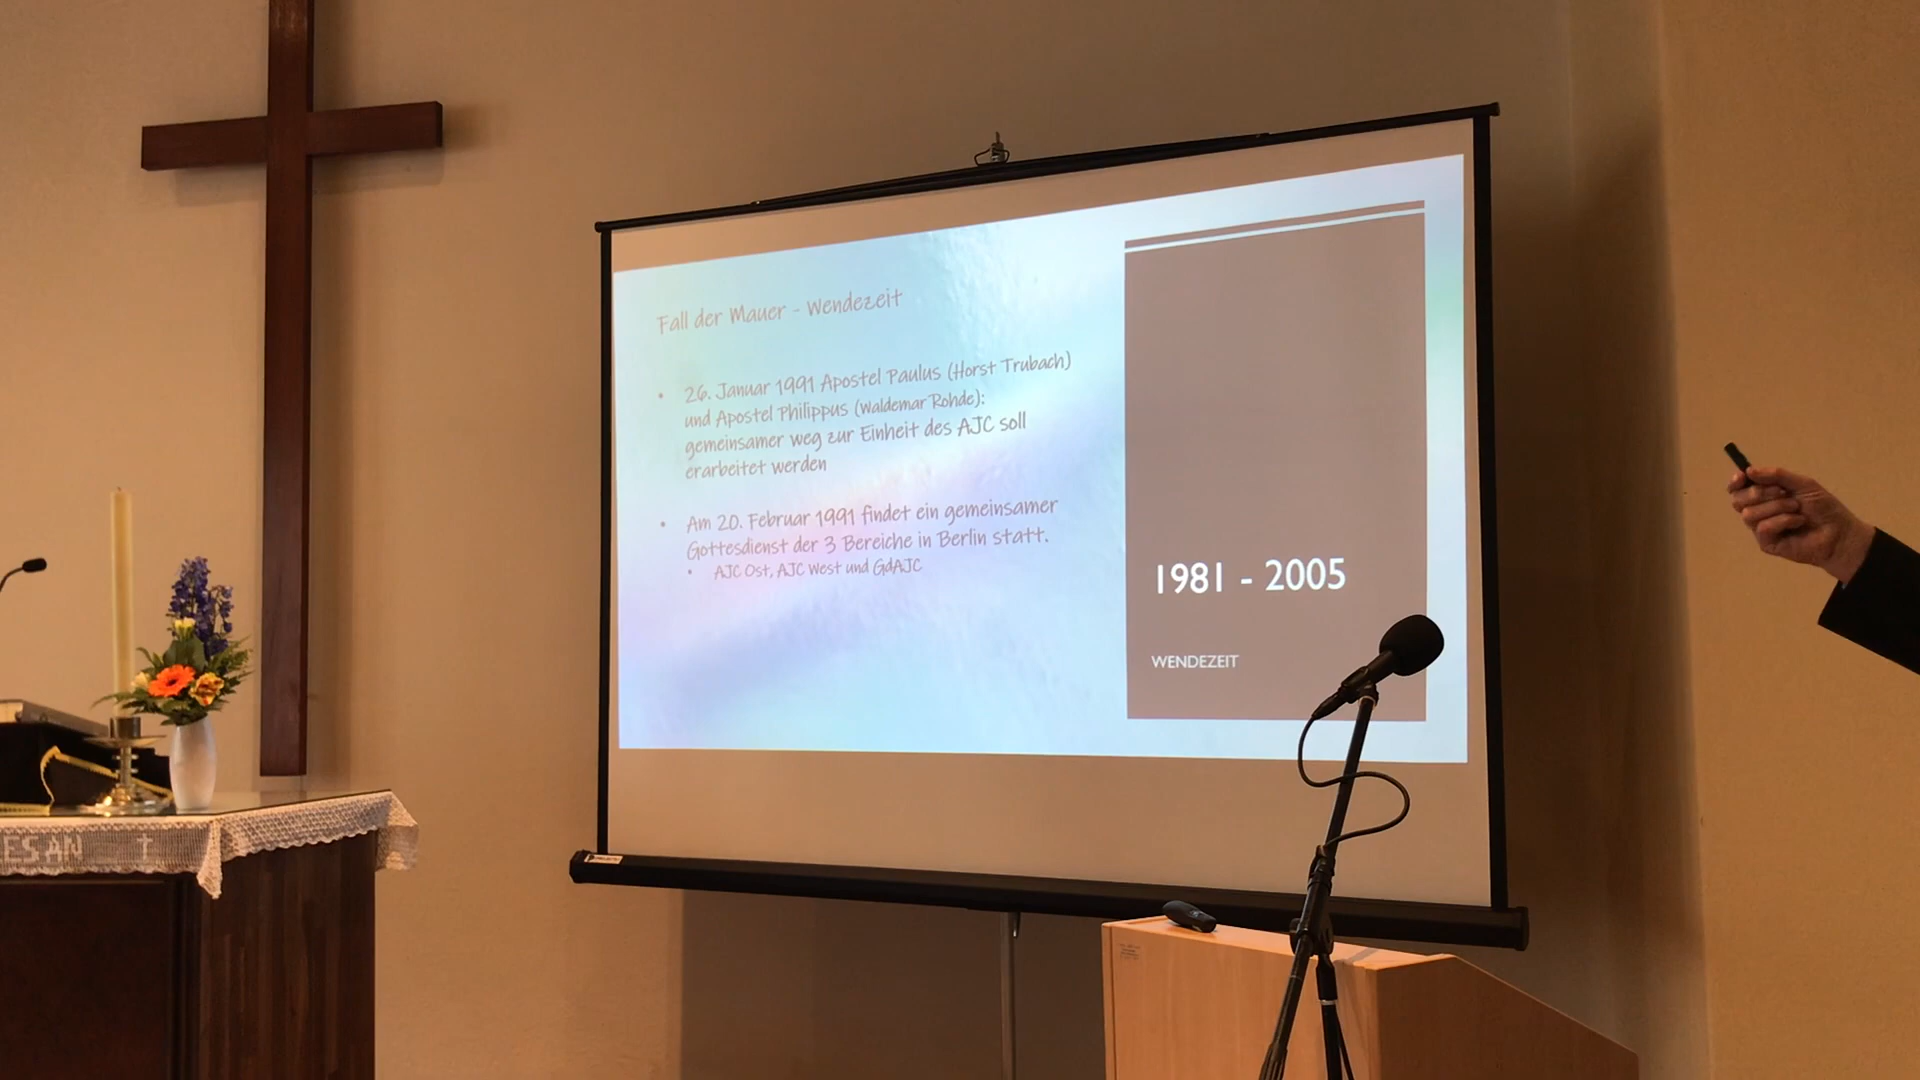 Fall der Mauer - Wendezeit
• 26. Januar 1991 Apostel Paulus (Horst Trubach)
und Apostel Philippus (Waldemar Rohde):
gemeinsamer weg zur Einheit des AJC soll
erarbeitet werden
• Am 20. Februar 1991 findet ein gemeinsamer
Gottesdienst der 3 Bereiche in Berlin statt.
• AJC Ost, AJC West und GdAJC
1981 - 2005
WENDEZEIT
ESAN